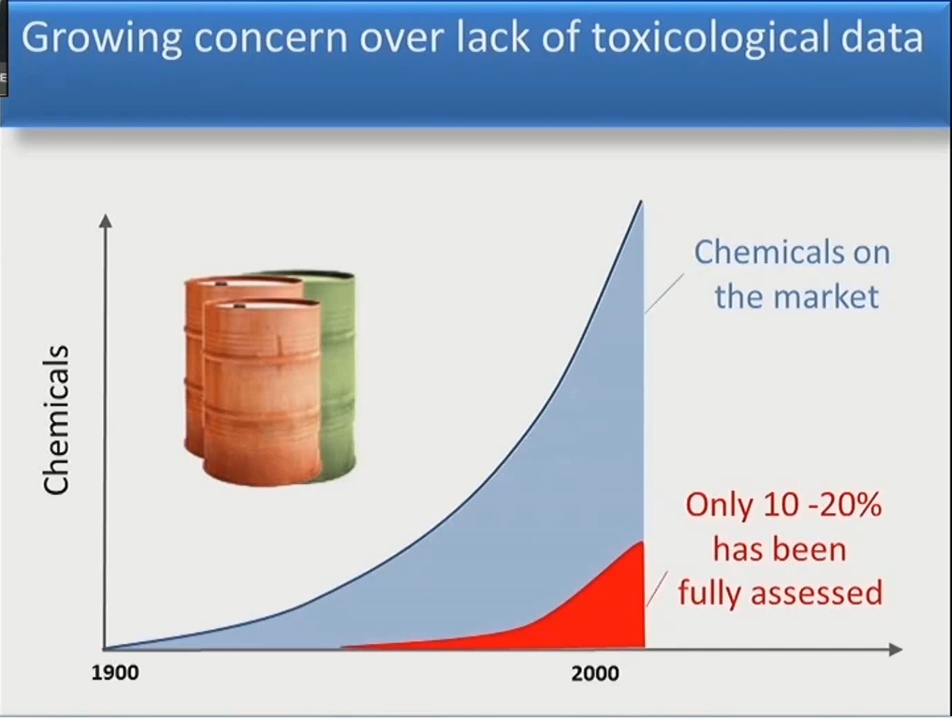 Growing concern over lack of toxicological data
E
Chemicals
Chemicals on
the market
Only 10 -20%
has been
fully assessed
1900
2000